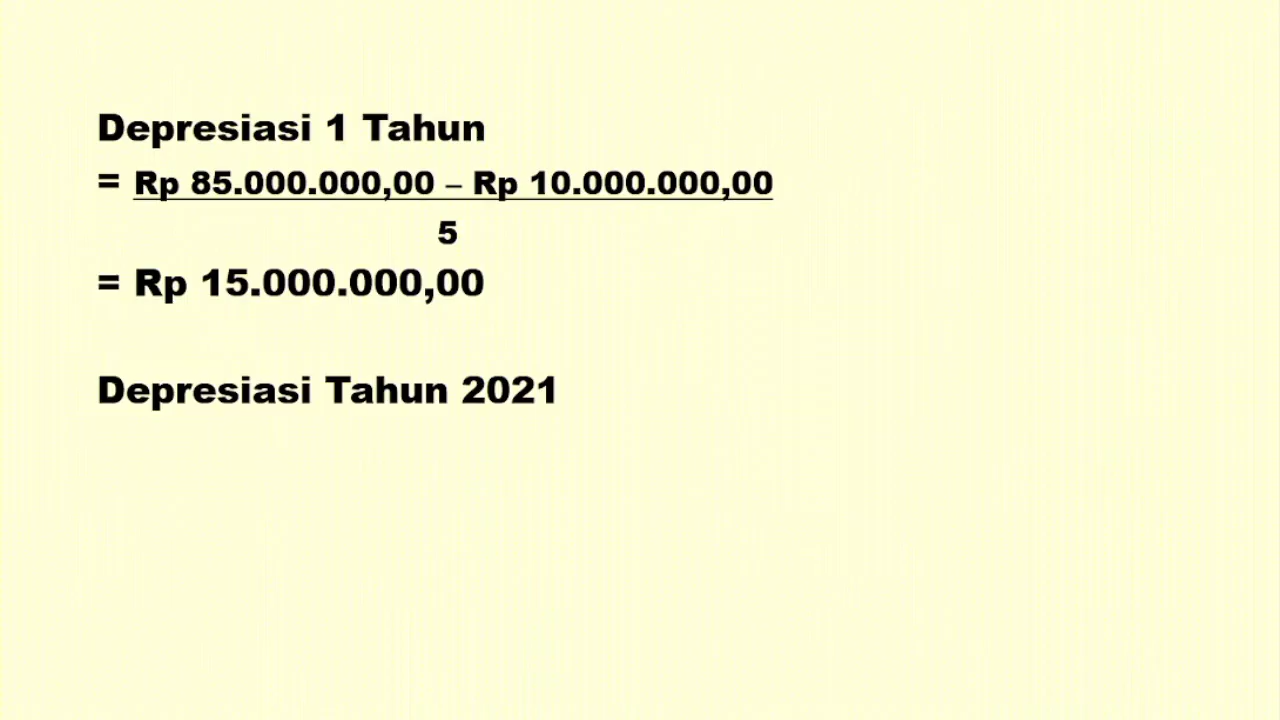 Depresiasi 1 Tahun
= Rp 85.000.000,00 – Rp 10.000.000,00
5
= Rp 15.000.000,00
Depresiasi Tahun 2021